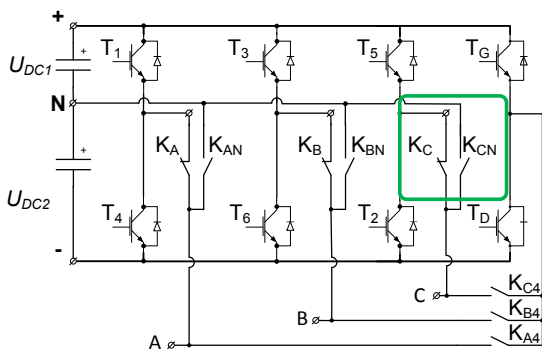 +
T1 T3 T5 TG
UDC1 +
N
KA KAN KB KBN KC KCN
+
UDC2
T4 T6 T2 TD
-
C KC4
B KB4
A KA4